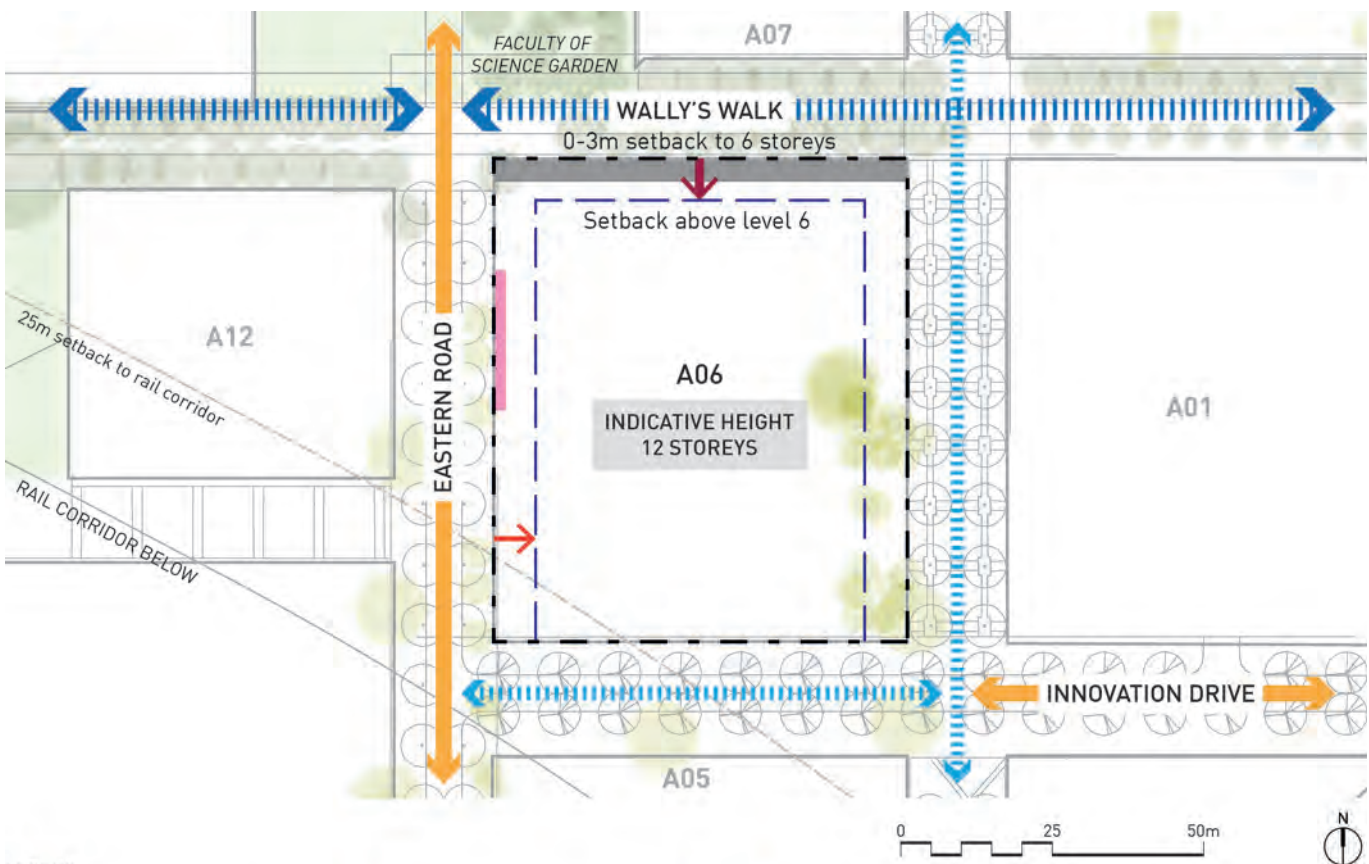 A07
FACULTY OF
SCIENCE GARDEN
WALLY'S WALK
0-3m setback to 6 storeys
Setback above level 6
A12
25m setback to rail corridor
EASTERN ROAD
A06
INDICATIVE HEIGHT
12 STOREYS
A01
RAIL CORRIDOR BELOW
INNOVATION DRIVE
A05
0 25 50m
N